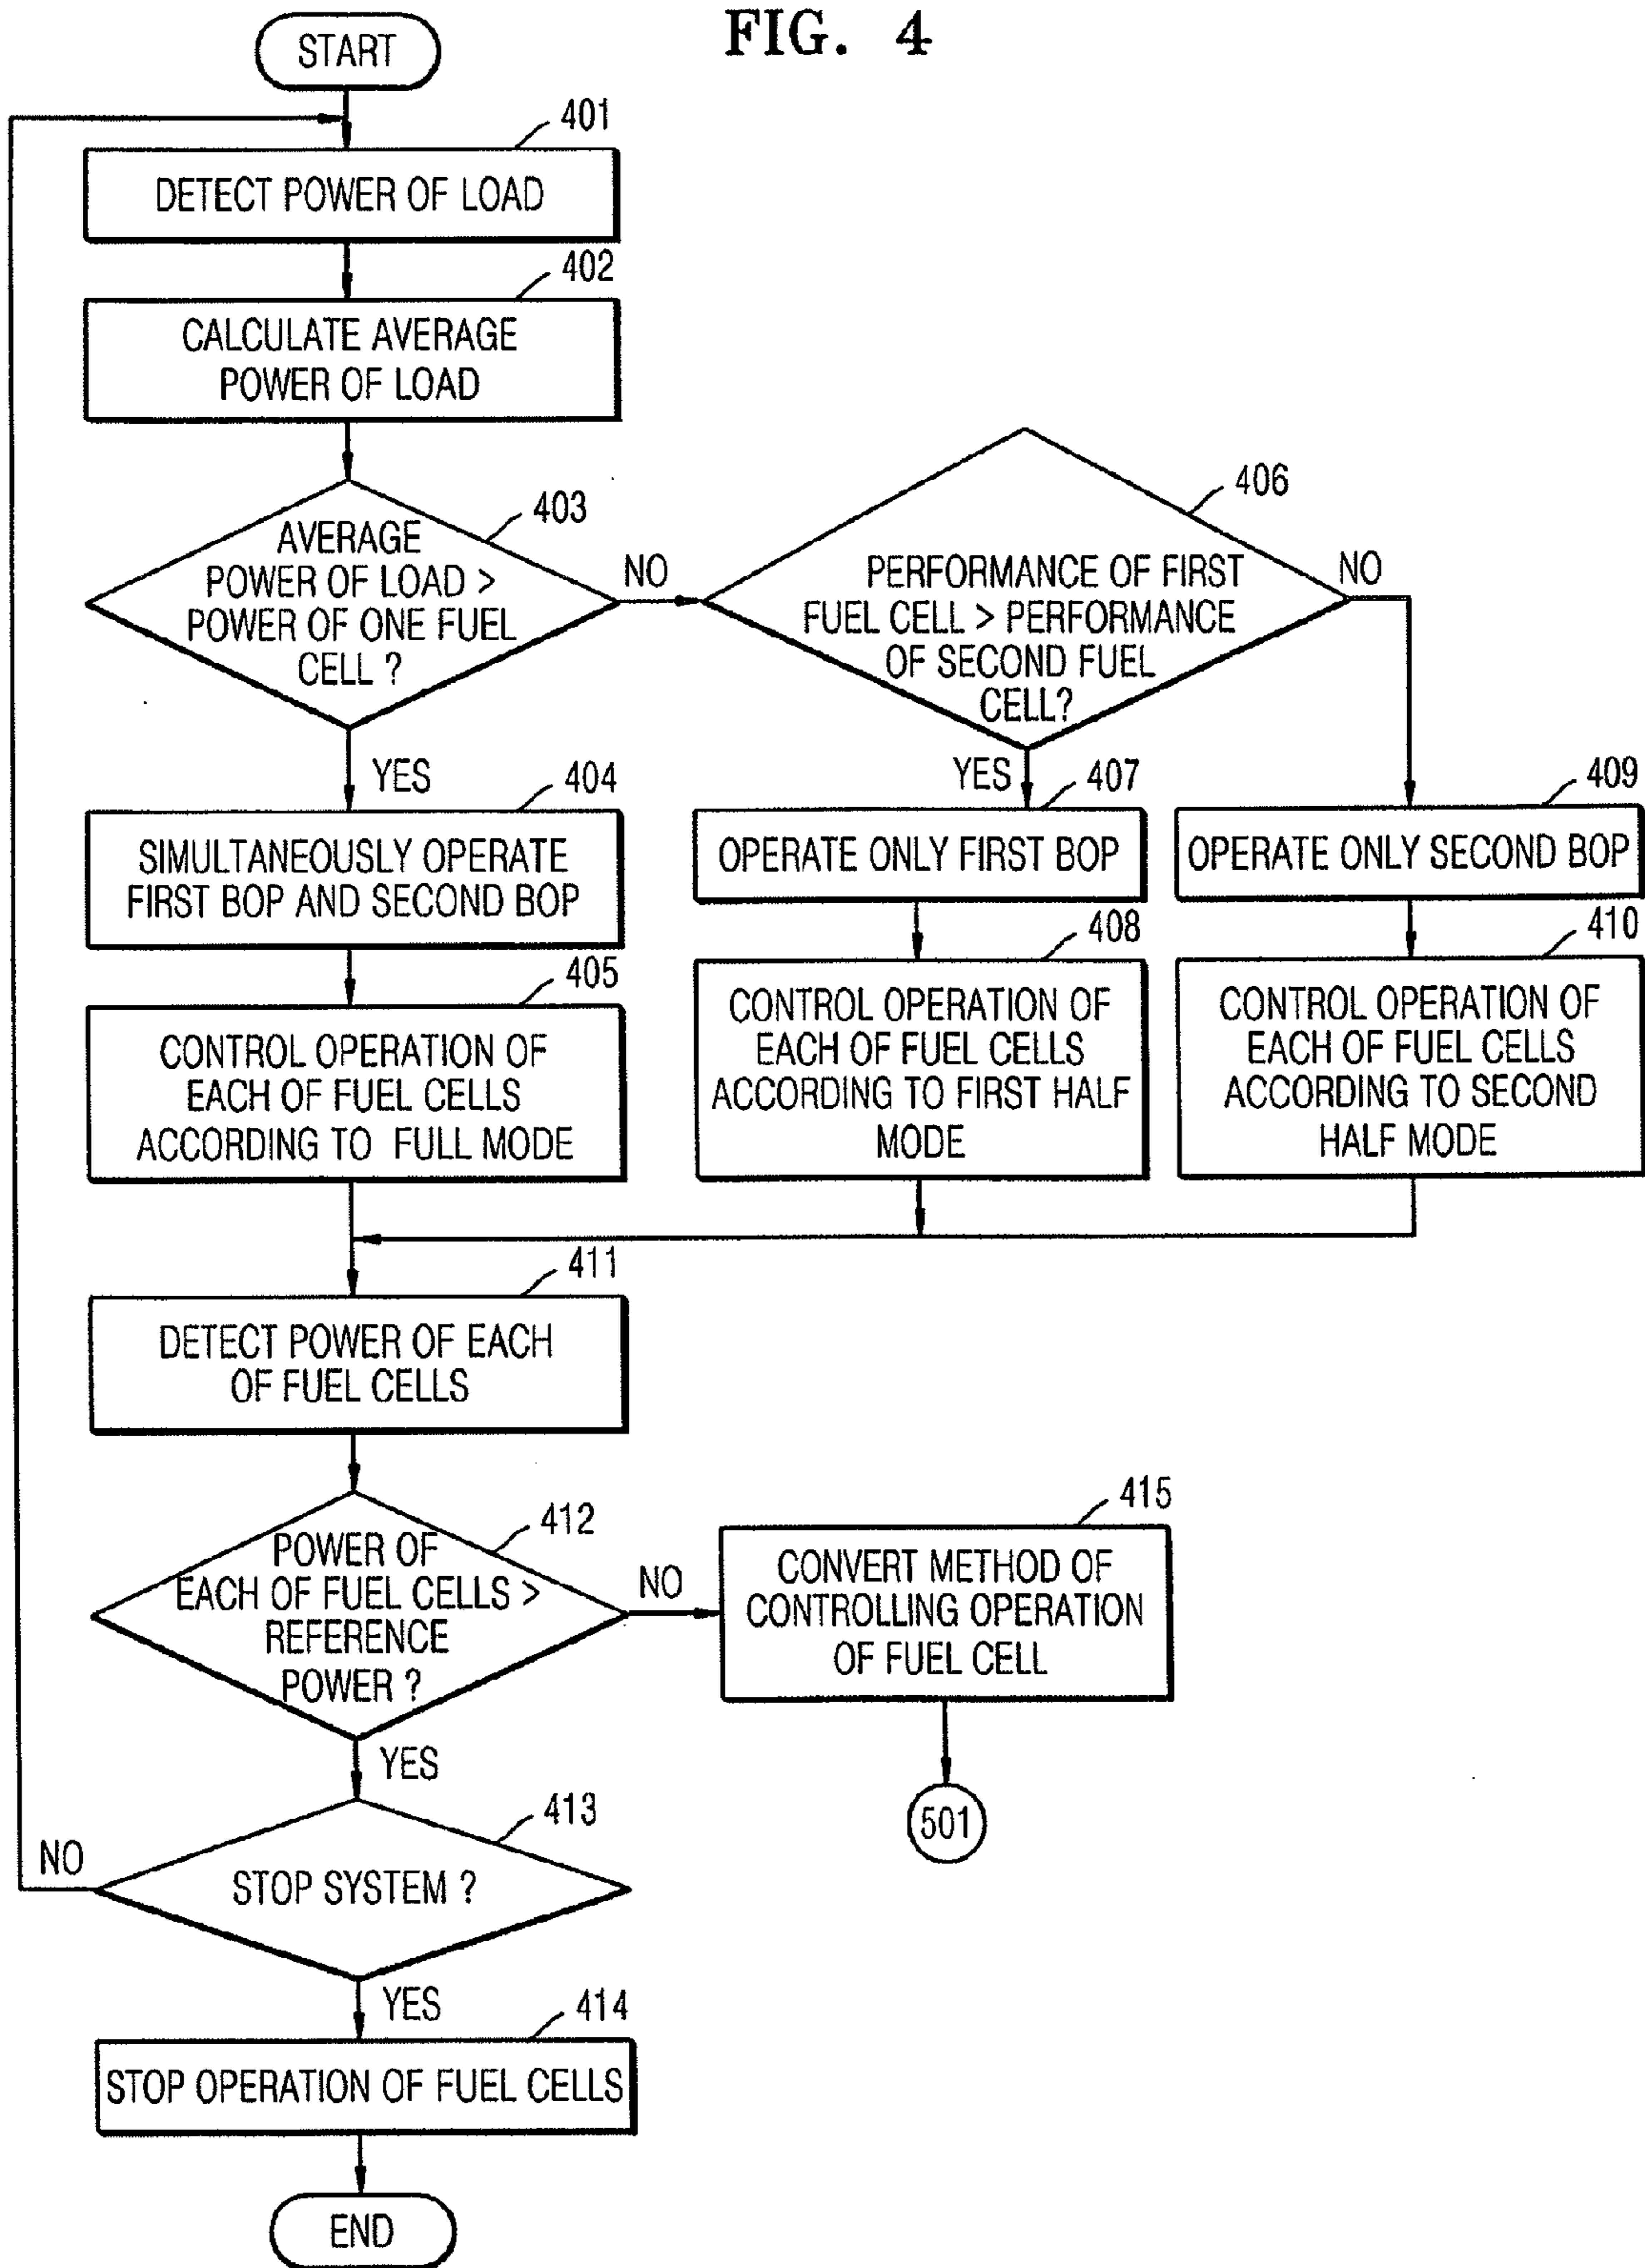 FIG. 4
START
401
DETECT POWER OF LOAD
402
CALCULATE AVERAGE
POWER OF LOAD
403
AVERAGE
POWER OF LOAD >
POWER OF ONE FUEL
CELL ?
NO
YES
406
PERFORMANCE OF FIRST
FUEL CELL > PERFORMANCE
OF SECOND FUEL
CELL?
NO
YES
404
SIMULTANEOUSLY OPERATE
FIRST BOP AND SECOND BOP
407
OPERATE ONLY FIRST BOP
409
OPERATE ONLY SECOND BOP
405
CONTROL OPERATION OF
EACH OF FUEL CELLS
ACCORDING TO FULL MODE
408
CONTROL OPERATION OF
EACH OF FUEL CELLS
ACCORDING TO FIRST HALF
MODE
410
CONTROL OPERATION OF
EACH OF FUEL CELLS
ACCORDING TO SECOND
HALF MODE
411
DETECT POWER OF EACH
OF FUEL CELLS
412
POWER OF
EACH OF FUEL CELLS >
REFERENCE
POWER ?
NO
YES
415
CONVERT METHOD OF
CONTROLLING OPERATION
OF FUEL CELL
501
413
STOP SYSTEM ?
NO
YES
414
STOP OPERATION OF FUEL CELLS
END